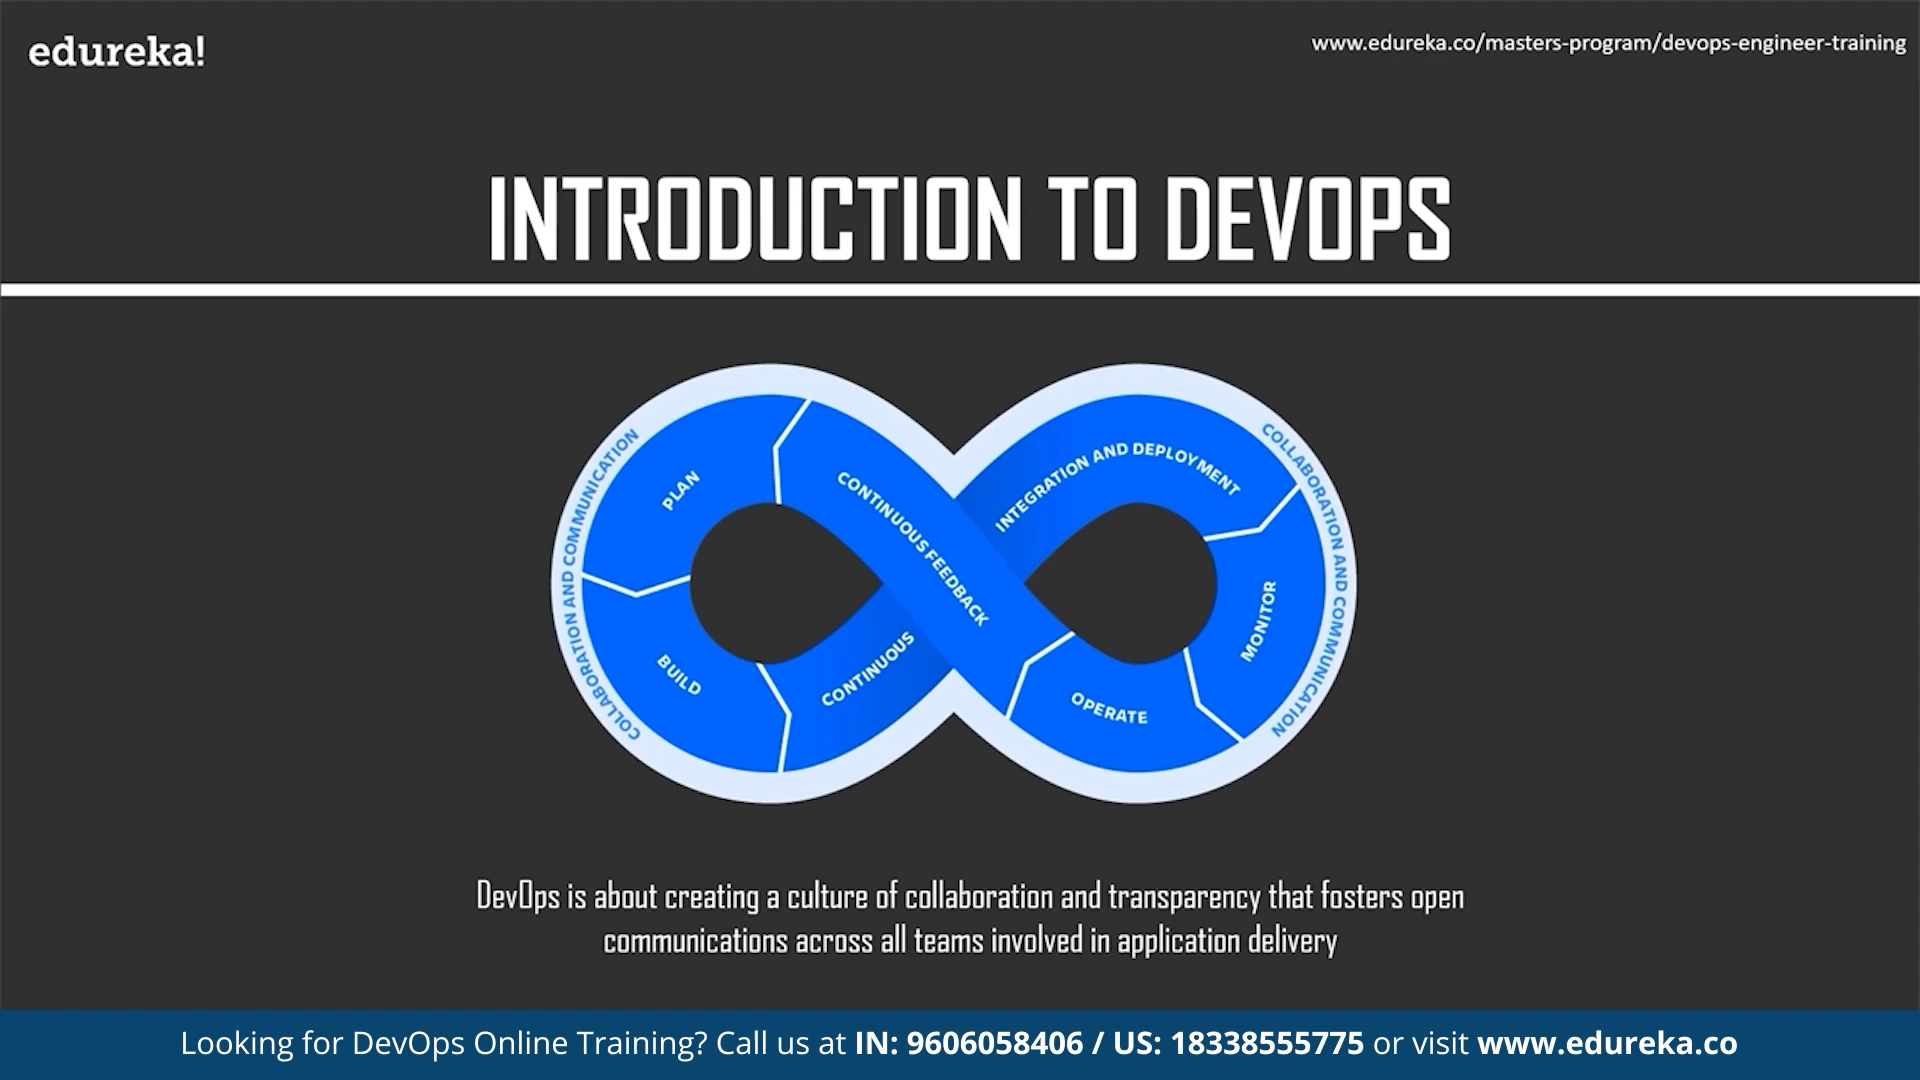 edureka!
www.edureka.co/masters-program/devops-engineer-training
INTRODUCTION TO DEVOPS
COLLABORATION AND COMMUNICATION
PLAN
BUILD
CONTINUOUS
INTEGRATION AND DEPLOYMENT
CONTINUOUS FEEDBACK
MONITOR
OPERATE
COLLABORATION AND COMMUNICATION
DevOps is about creating a culture of collaboration and transparency that fosters open
communications across all teams involved in application delivery
Looking for DevOps Online Training? Call us at IN: 9606058406 / US: 18338555775 or visit www.edureka.co